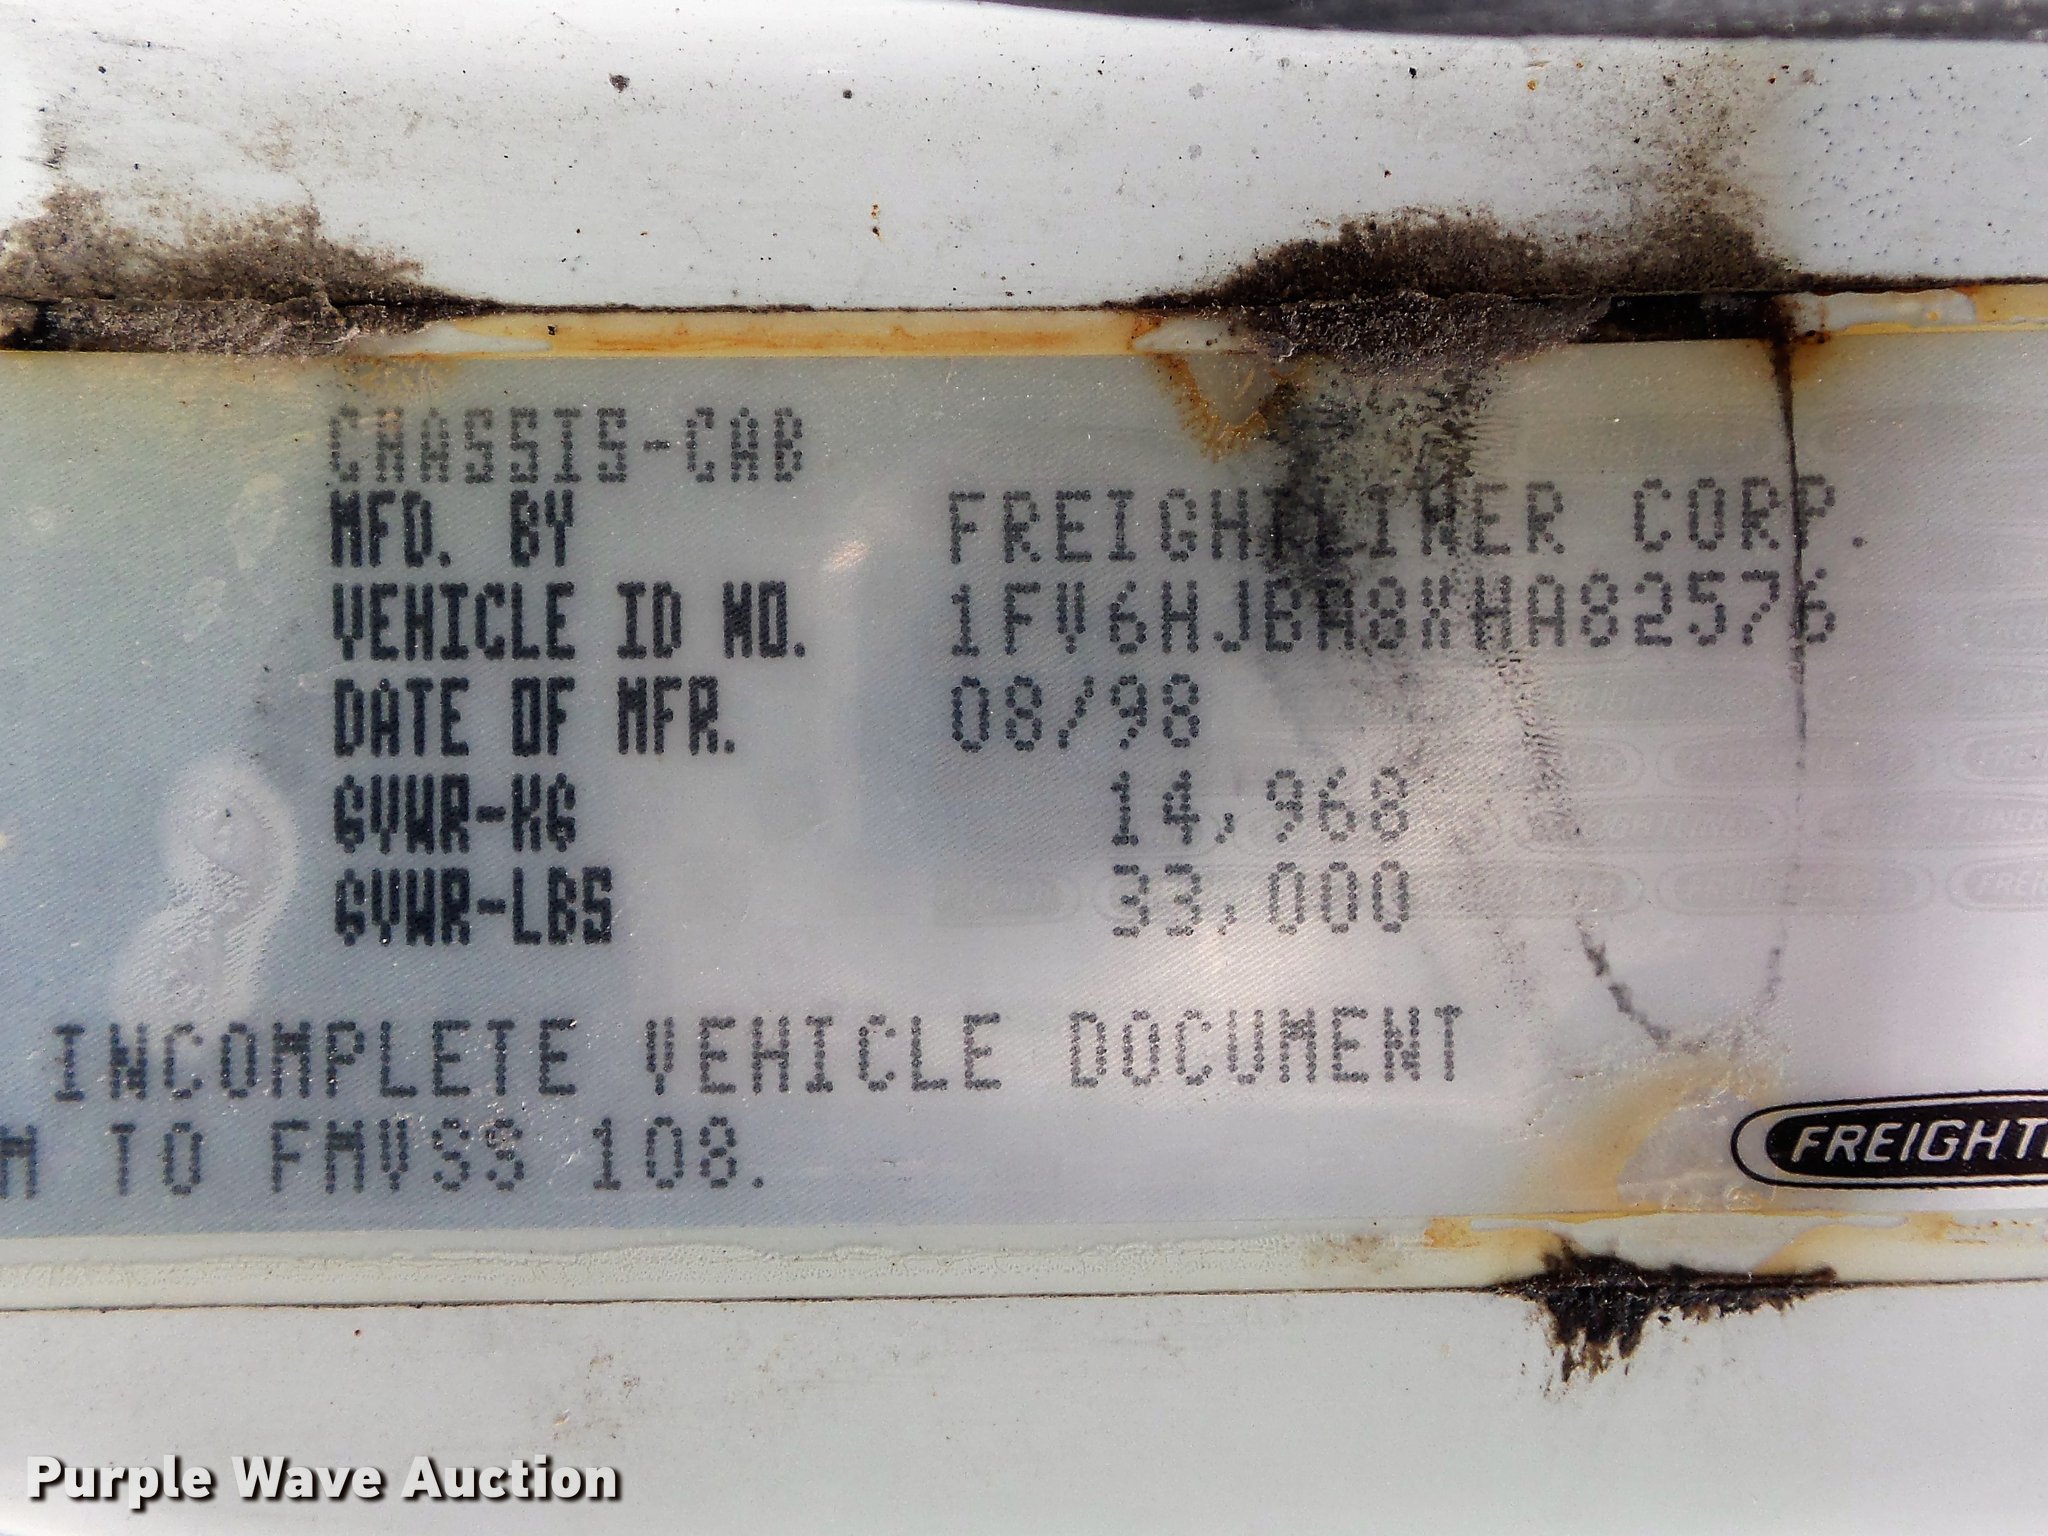 CHASSIS-CAB
MFD. BY FREIGHTLINER CORP.
VEHICLE ID NO. 1FV6HJBA8XHA82576
DATE OF MFR. 08/98
GVWR-KG 14,968
GVWR-LBS 33,000
INCOMPLETE VEHICLE DOCUMENT
M TO FMVSS 108.
FREIGHTL
Purple Wave Auction